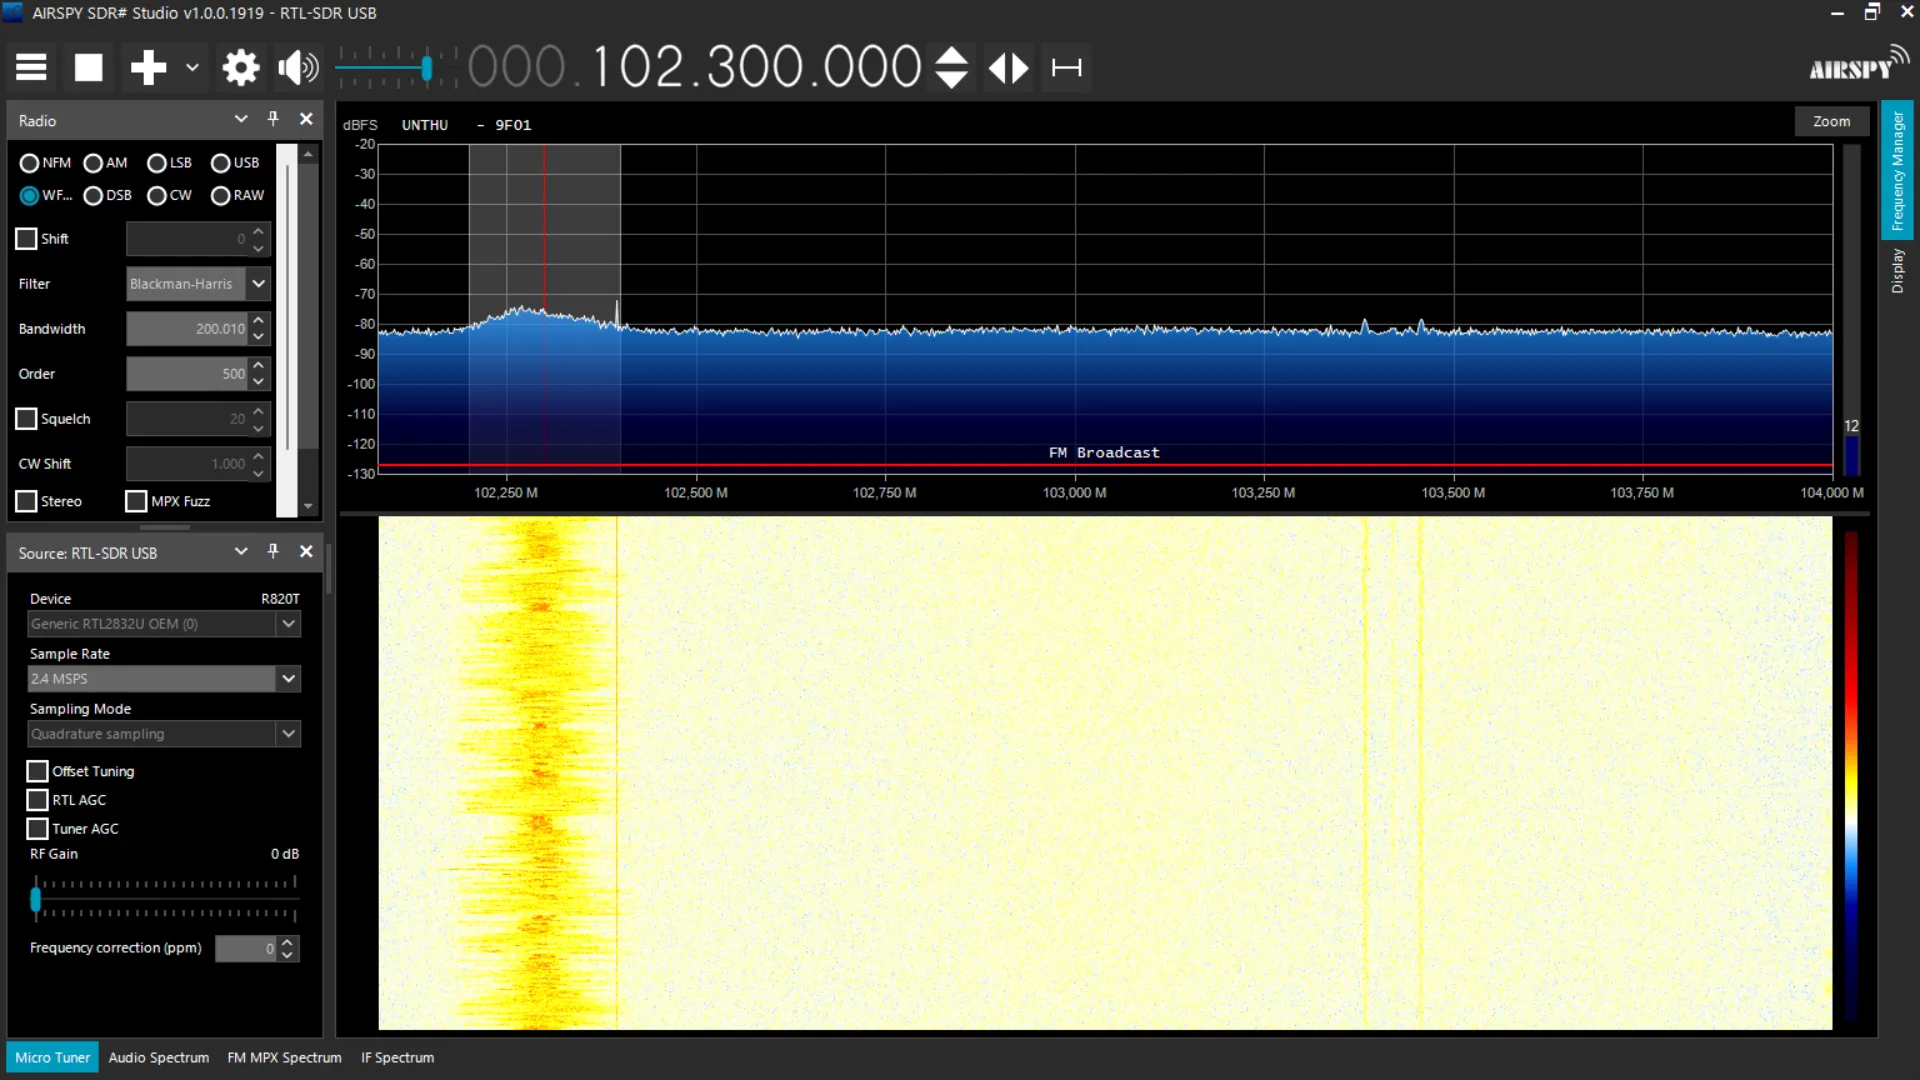 AIRSPY SDR# Studio v1.0.0.1919 - RTL-SDR USB
000.102.300.000
AIRSPY
Radio
NFM AM LSB USB
WF... DSB CW RAW
Shift 0
Filter Blackman-Harris
Bandwidth 200.010
Order 500
Squelch 20
CW Shift 1.000
Stereo MPX Fuzz
Source: RTL-SDR USB
Device R820T
Generic RTL2832U OEM (0)
Sample Rate
2.4 MSPS
Sampling Mode
Quadrature sampling
Offset Tuning
RTL AGC
Tuner AGC
RF Gain 0 dB
Frequency correction (ppm) 0
dBFS UNTHU - 9F01
Zoom
-20
-30
-40
-50
-60
-70
-80
-90
-100
-110
-120
-130
12
FM Broadcast
102,250 M 102,500 M 102,750 M 103,000 M 103,250 M 103,500 M 103,750 M 104,000 M
Frequency Manager
Display
Micro Tuner Audio Spectrum FM MPX Spectrum IF Spectrum